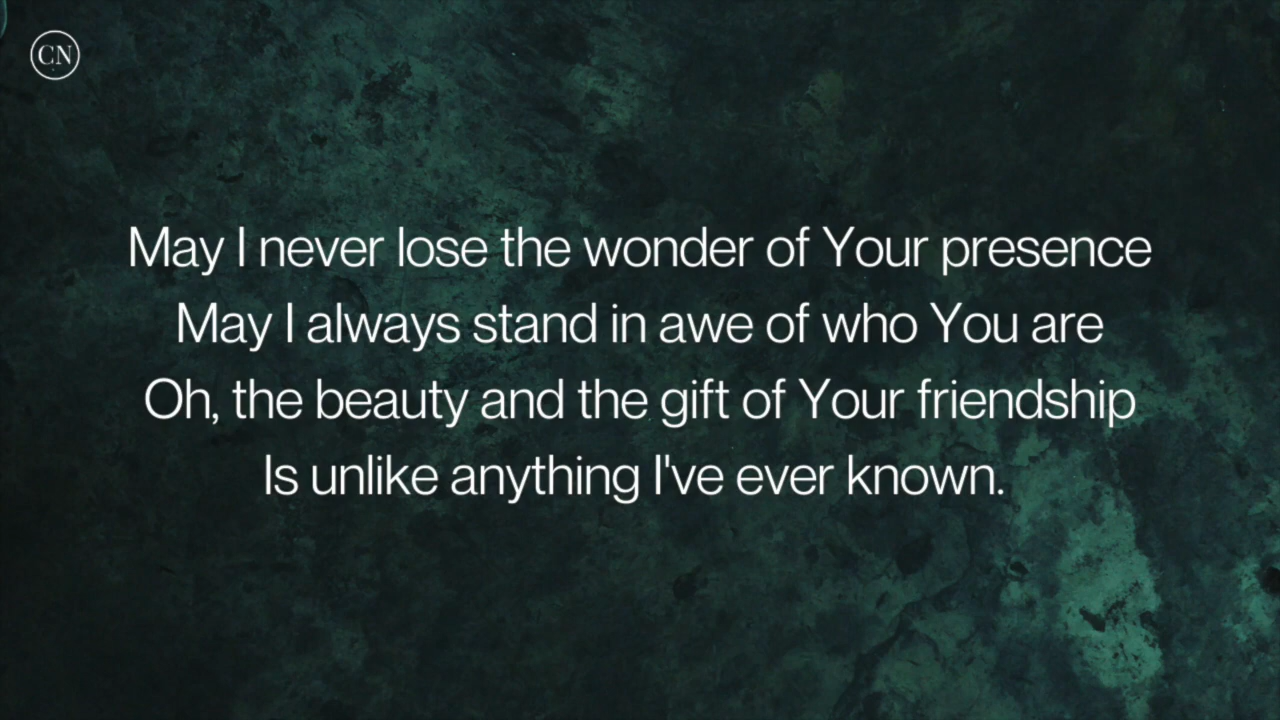 CN
May I never lose the wonder of Your presence
May I always stand in awe of who You are
Oh, the beauty and the gift of Your friendship
Is unlike anything I've ever known.